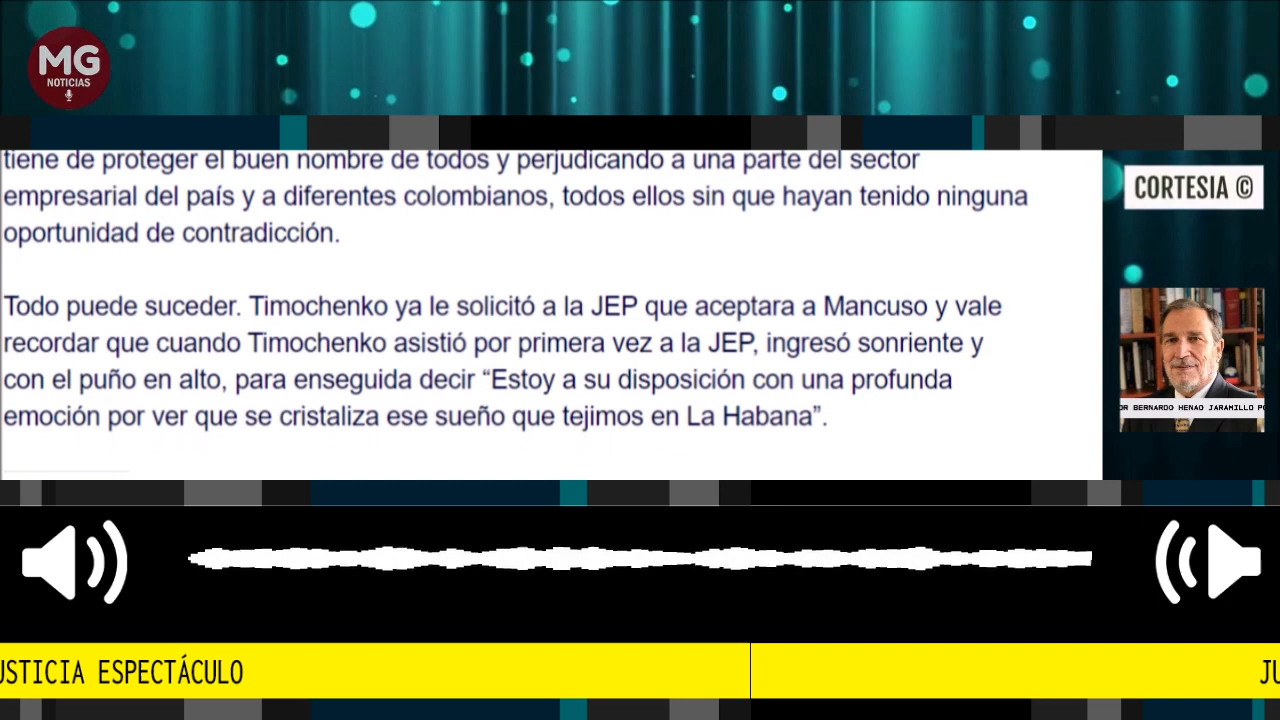 MG
NOTICIAS
tiene de proteger el buen nombre de todos y perjudicando a una parte del sector
empresarial del país y a diferentes colombianos, todos ellos sin que hayan tenido ninguna
oportunidad de contradicción.
Todo puede suceder. Timochenko ya le solicitó a la JEP que aceptara a Mancuso y vale
recordar que cuando Timochenko asistió por primera vez a la JEP, ingresó sonriente y
con el puño en alto, para enseguida decir “Estoy a su disposición con una profunda
emoción por ver que se cristaliza ese sueño que tejimos en La Habana”.
CORTESIA ©
OR BERNARDO HENAO JARAMILLO PO
USTICIA ESPECTÁCULO
JU